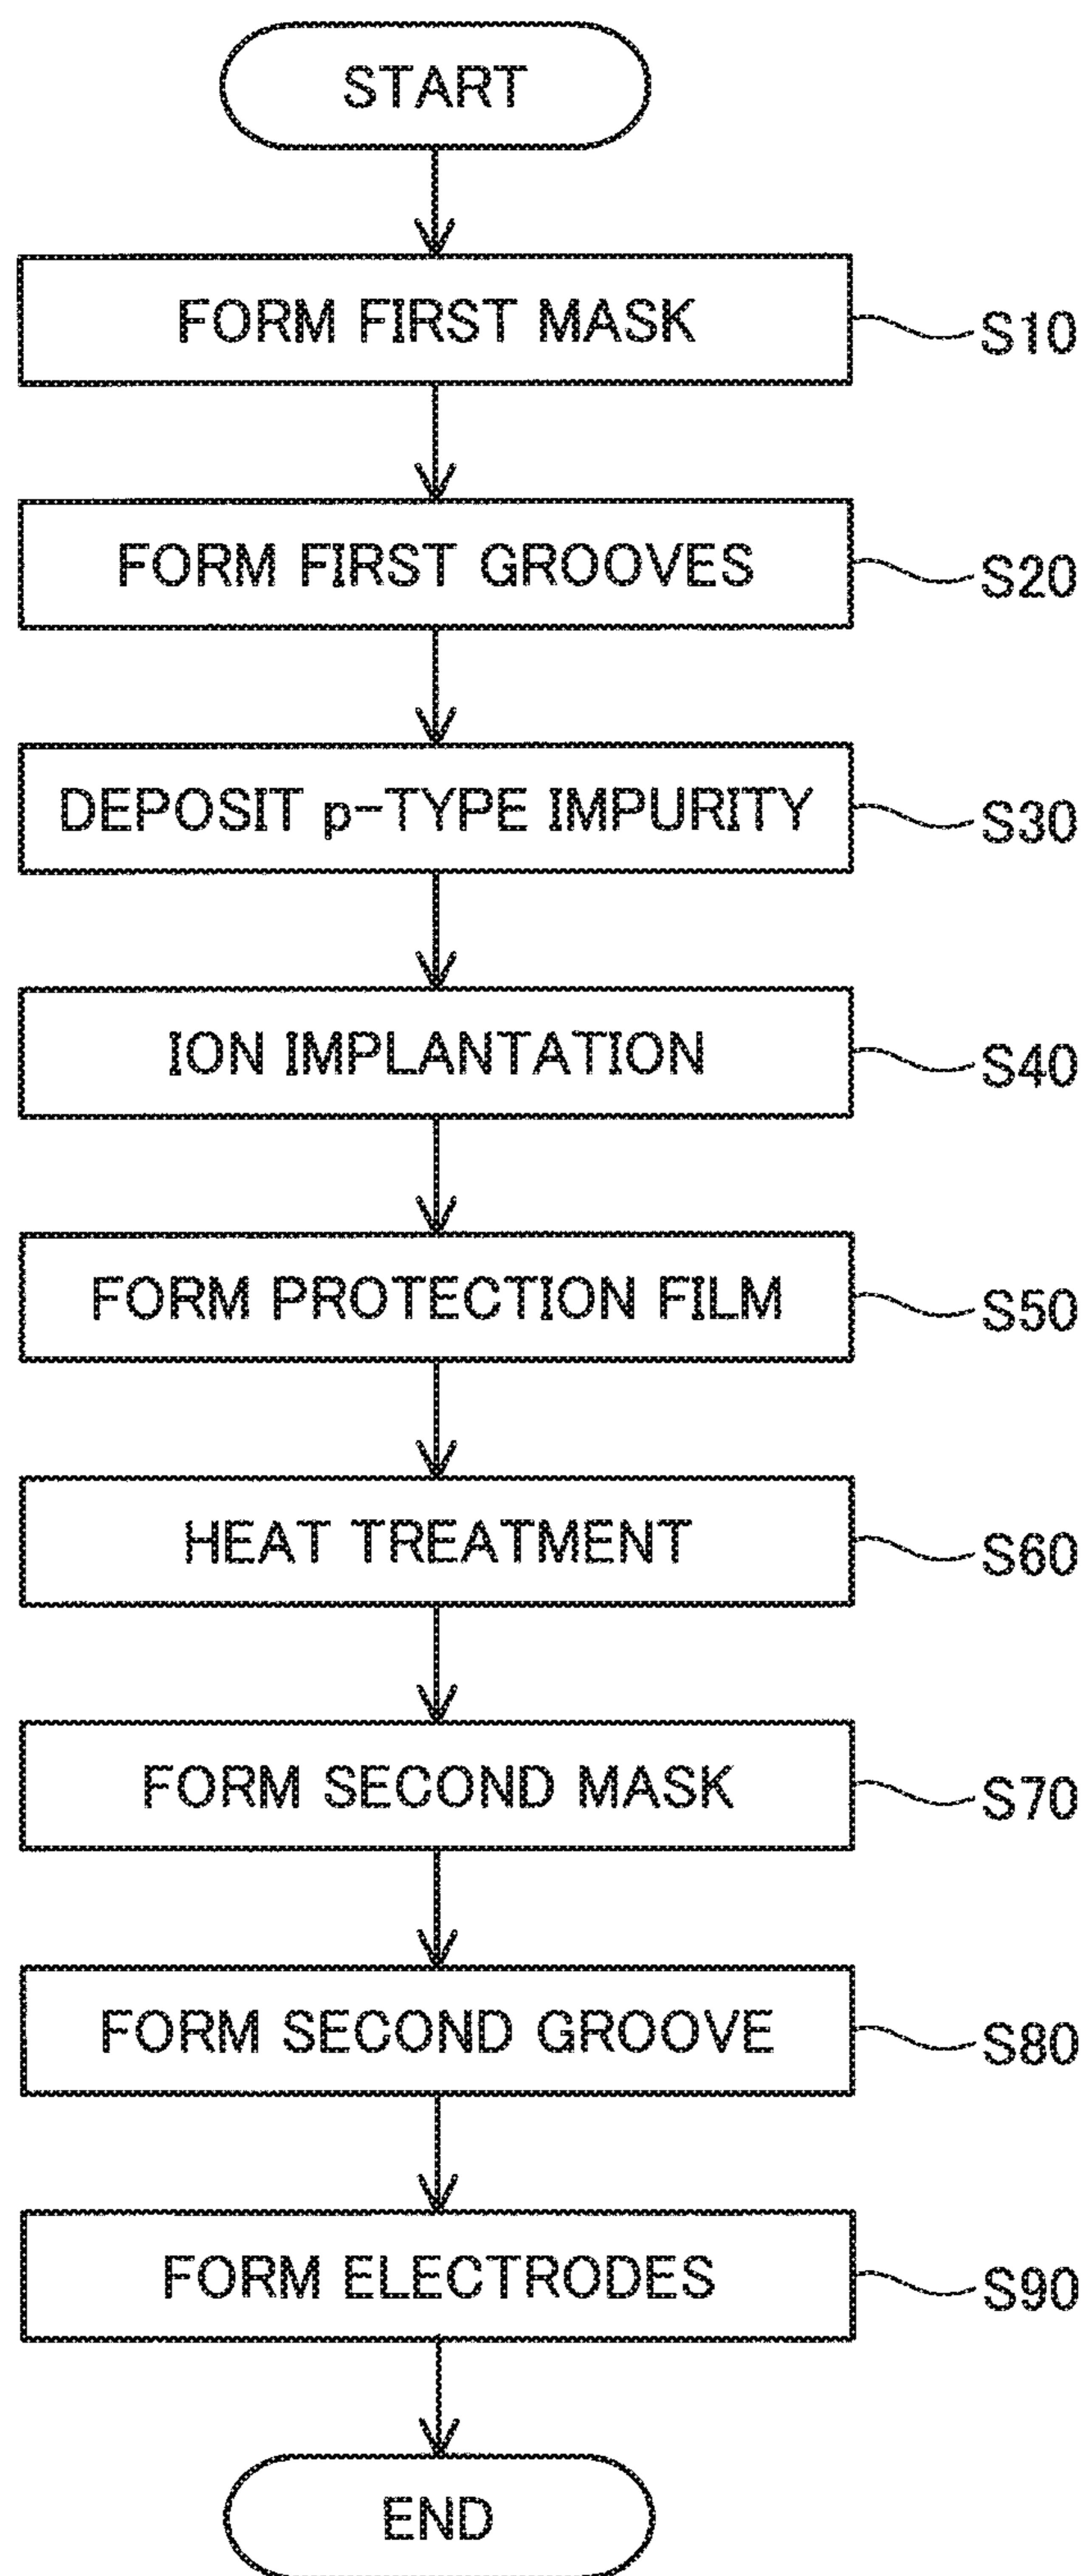 START
FORM FIRST MASK
S10
FORM FIRST GROOVES
S20
DEPOSIT p-TYPE IMPURITY
S30
ION IMPLANTATION
S40
FORM PROTECTION FILM
S50
HEAT TREATMENT
S60
FORM SECOND MASK
S70
FORM SECOND GROOVE
S80
FORM ELECTRODES
S90
END